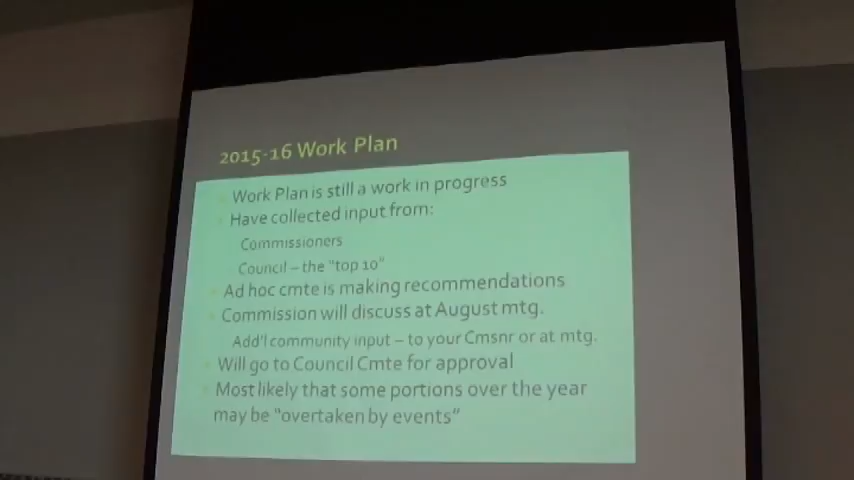 2015-16 Work Plan
Work Plan is still a work in progress
Have collected input from:
Commissioners
Council – the "top 10"
Ad hoc cmte is making recommendations
Commission will discuss at August mtg.
Add'l community input – to your Cmsnr or at mtg.
Will go to Council Cmte for approval
Most likely that some portions over the year
may be "overtaken by events"